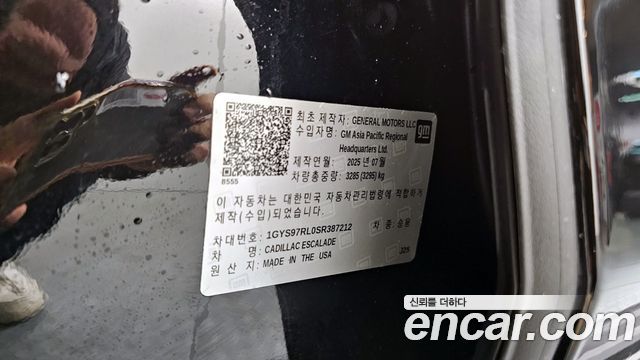 최초 제작자: GENERAL MOTORS LLC
수입자명: GM Asia Pacific Regional
Headquarters Ltd.
gm
제작연월: 2025 년 07 월
차량총중량: 3285 (3295) kg
B555
이 자동차는 대한민국 자동차관리법령에 적합하게
제작(수입)되었습니다.
차대번호: 1GYS97RL0SR387212
차 종: 승용
차 명: CADILLAC ESCALADE
원 산 지: MADE IN THE USA
신뢰를 더하다
encar.com